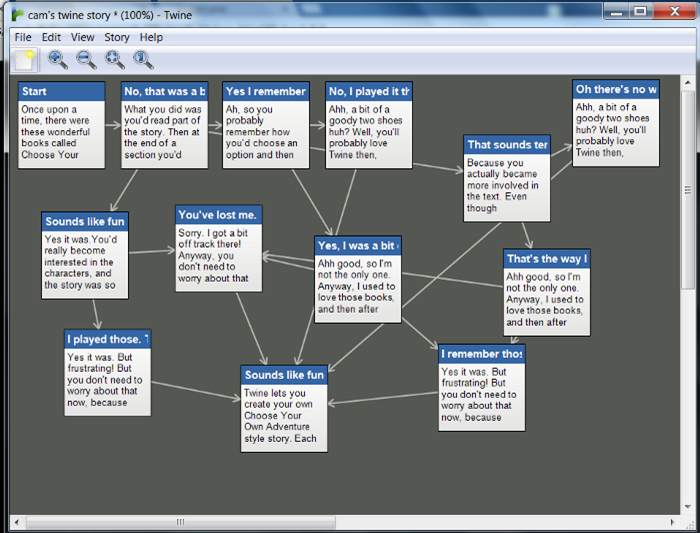 cam's twine story * (100%) - Twine
File Edit View Story Help
Start
Once upon a
time, there were
these wonderful
books called
Choose Your
No, that was a b
What you did was
you'd read part of
the story. Then at
the end of a
section you'd
Yes I remember
Ah, so you
probably
remember how
you'd choose an
option and then
No, I played it th
Ahh, a bit of a
goody two shoes
huh? Well, you'll
probably love
Twine then,
Oh there's no w
Ahh, a bit of a
goody two shoes
huh? Well, you'll
probably love
Twine then,
That sounds ter
Because you
actually became
more involved in
the text. Even
though
Sounds like fun
Yes it was.You'd
really become
interested in the
characters, and
the story was so
You've lost me.
Sorry. I got a bit
off track there!
Anyway, you
don't need to
worry about that
Yes, I was a bit
Ahh good, so I'm
not the only one.
Anyway, I used to
love those books,
and then after
That's the way I
Ahh good, so I'm
not the only one.
Anyway, I used to
love those books,
and then after
I played those. T
Yes it was. But
frustrating! But
you don't need to
worry about that
now, because
Sounds like fun
Twine lets you
create your own
Choose Your
Own Adventure
style story. Each
I remember thos
Yes it was. But
frustrating! But
you don't need to
worry about that
now, because